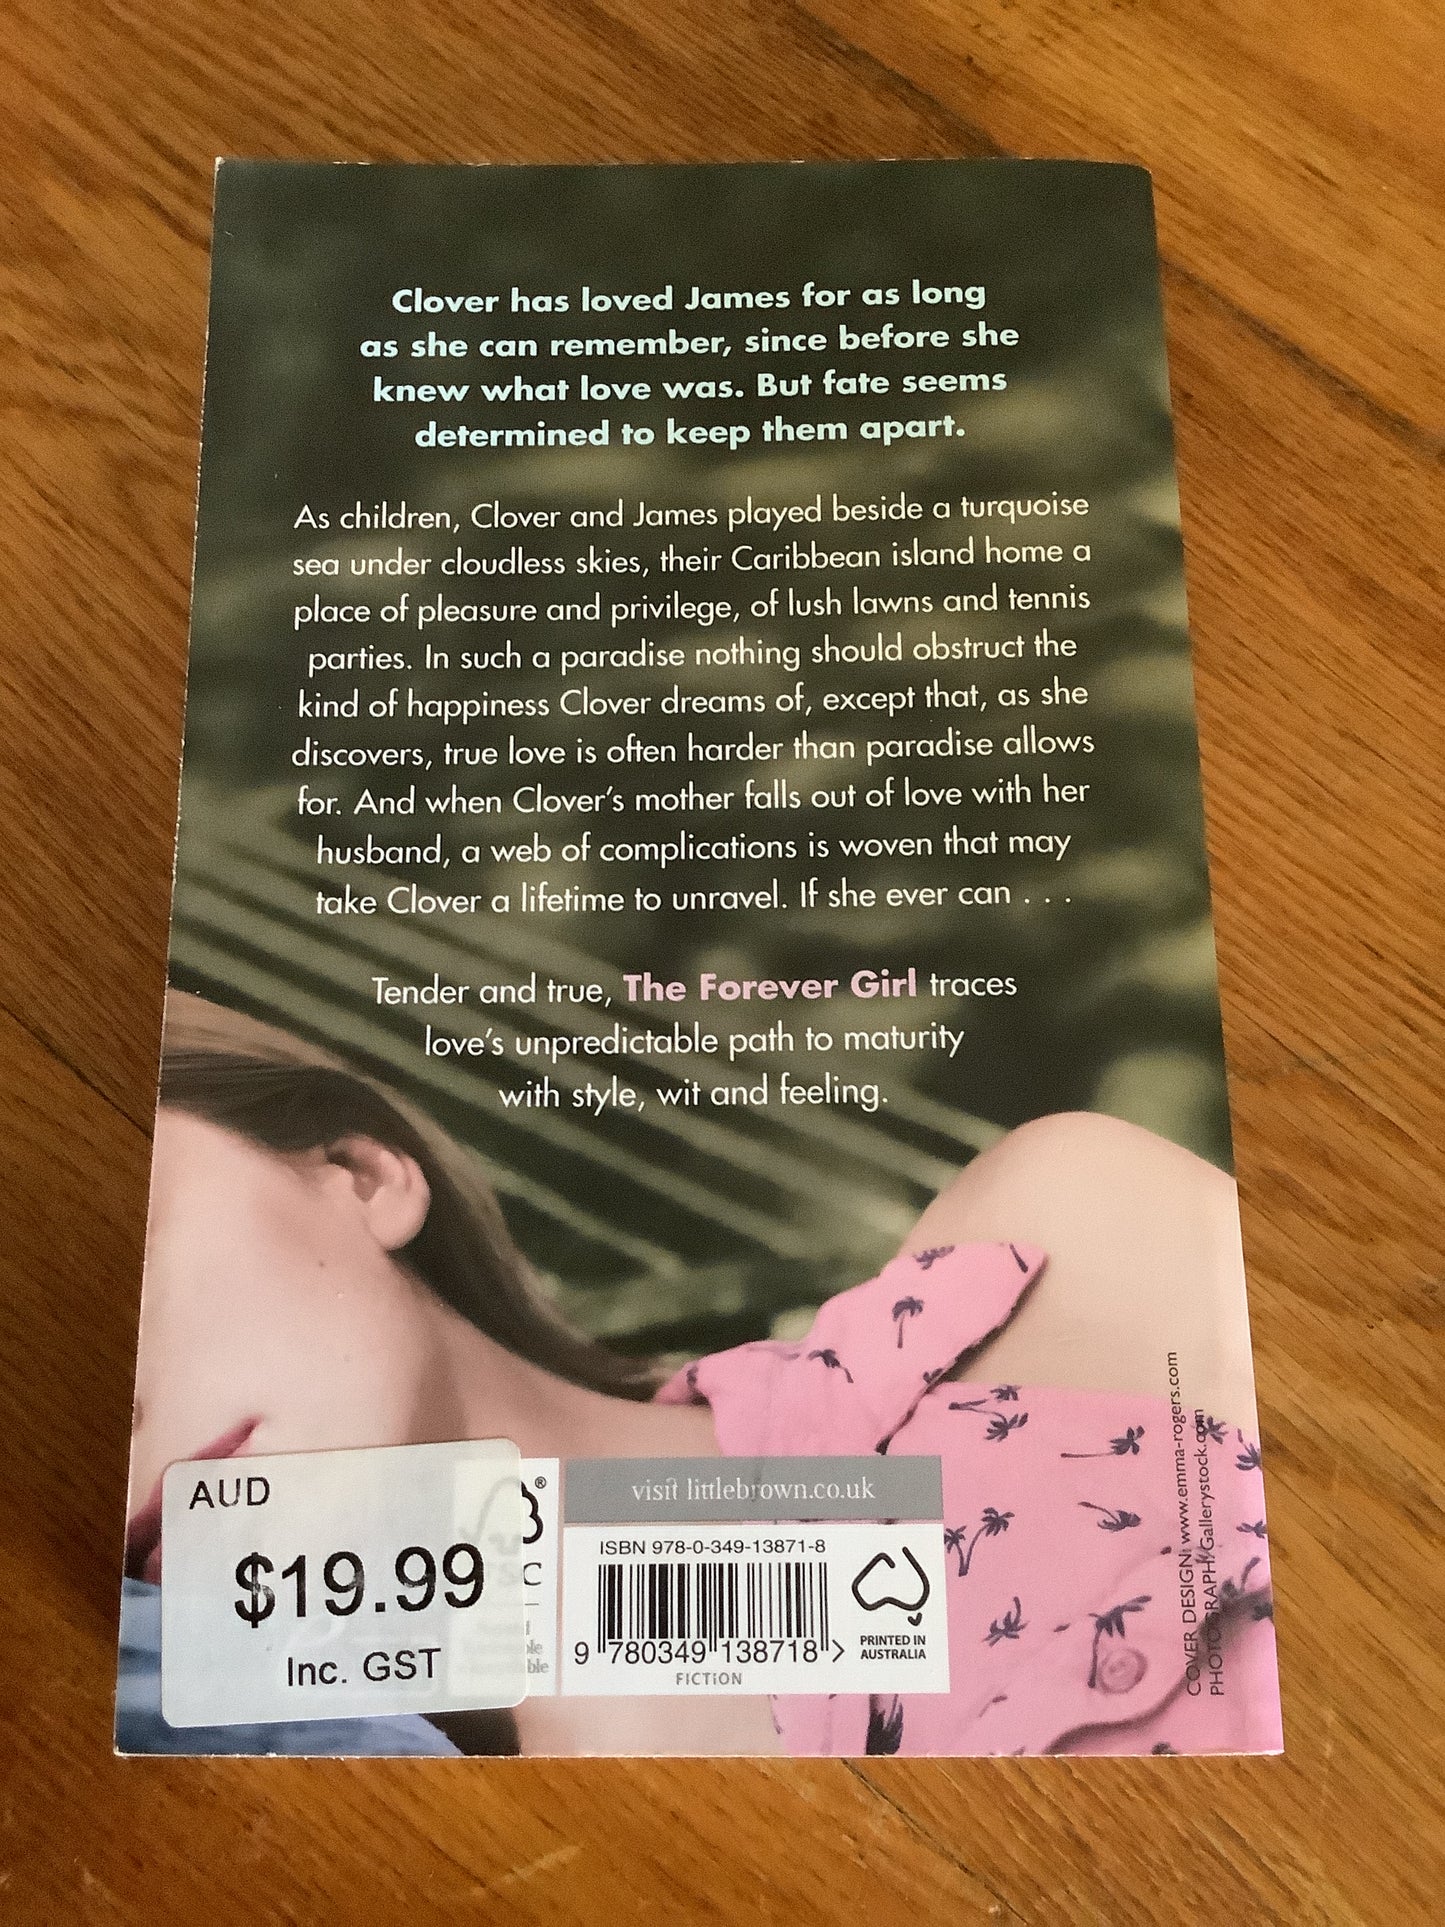 Clover has loved James for as long
as she can remember, since before she
knew what love was. But fate seems
determined to keep them apart.
As children, Clover and James played beside a turquoise
sea under cloudless skies, their Caribbean island home a
place of pleasure and privilege, of lush lawns and tennis
parties. In such a paradise nothing should obstruct the
kind of happiness Clover dreams of, except that, as she
discovers, true love is often harder than paradise allows
for. And when Clover's mother falls out of love with her
husband, a web of complications is woven that may
take Clover a lifetime to unravel. If she ever can . . .
Tender and true, The Forever Girl traces
love's unpredictable path to maturity
with style, wit and feeling.
AUD
$19.99
Inc. GST
®
C
visit littlebrown.co.uk
ISBN 978-0-349-13871-8
9 780349 138718 >
FICTION
PRINTED IN
AUSTRALIA
COVER DESIGN www.emma-rogers.com
PHOTOGRAPH Gallerystock.com